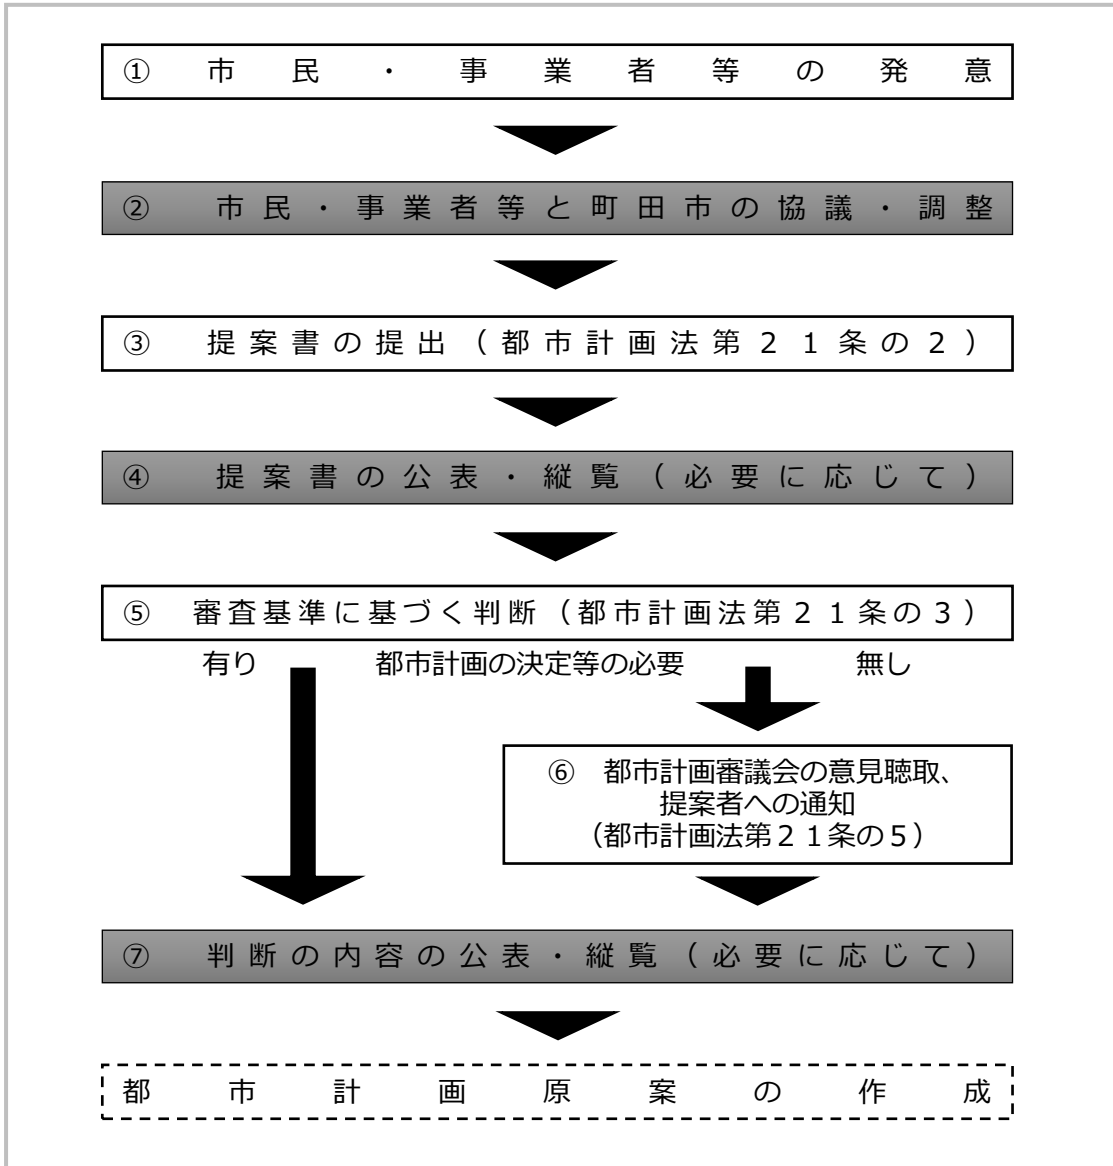 ① 市民・事業者等の発意
② 市民・事業者等と町田市の協議・調整
③ 提案書の提出（都市計画法第２１条の２）
④ 提案書の公表・縦覧（必要に応じて）
⑤ 審査基準に基づく判断（都市計画法第２１条の３）
有り 都市計画の決定等の必要 無し
⑥ 都市計画審議会の意見聴取、
提案者への通知
（都市計画法第２１条の５）
⑦ 判断の内容の公表・縦覧（必要に応じて）
都市計画原案の作成